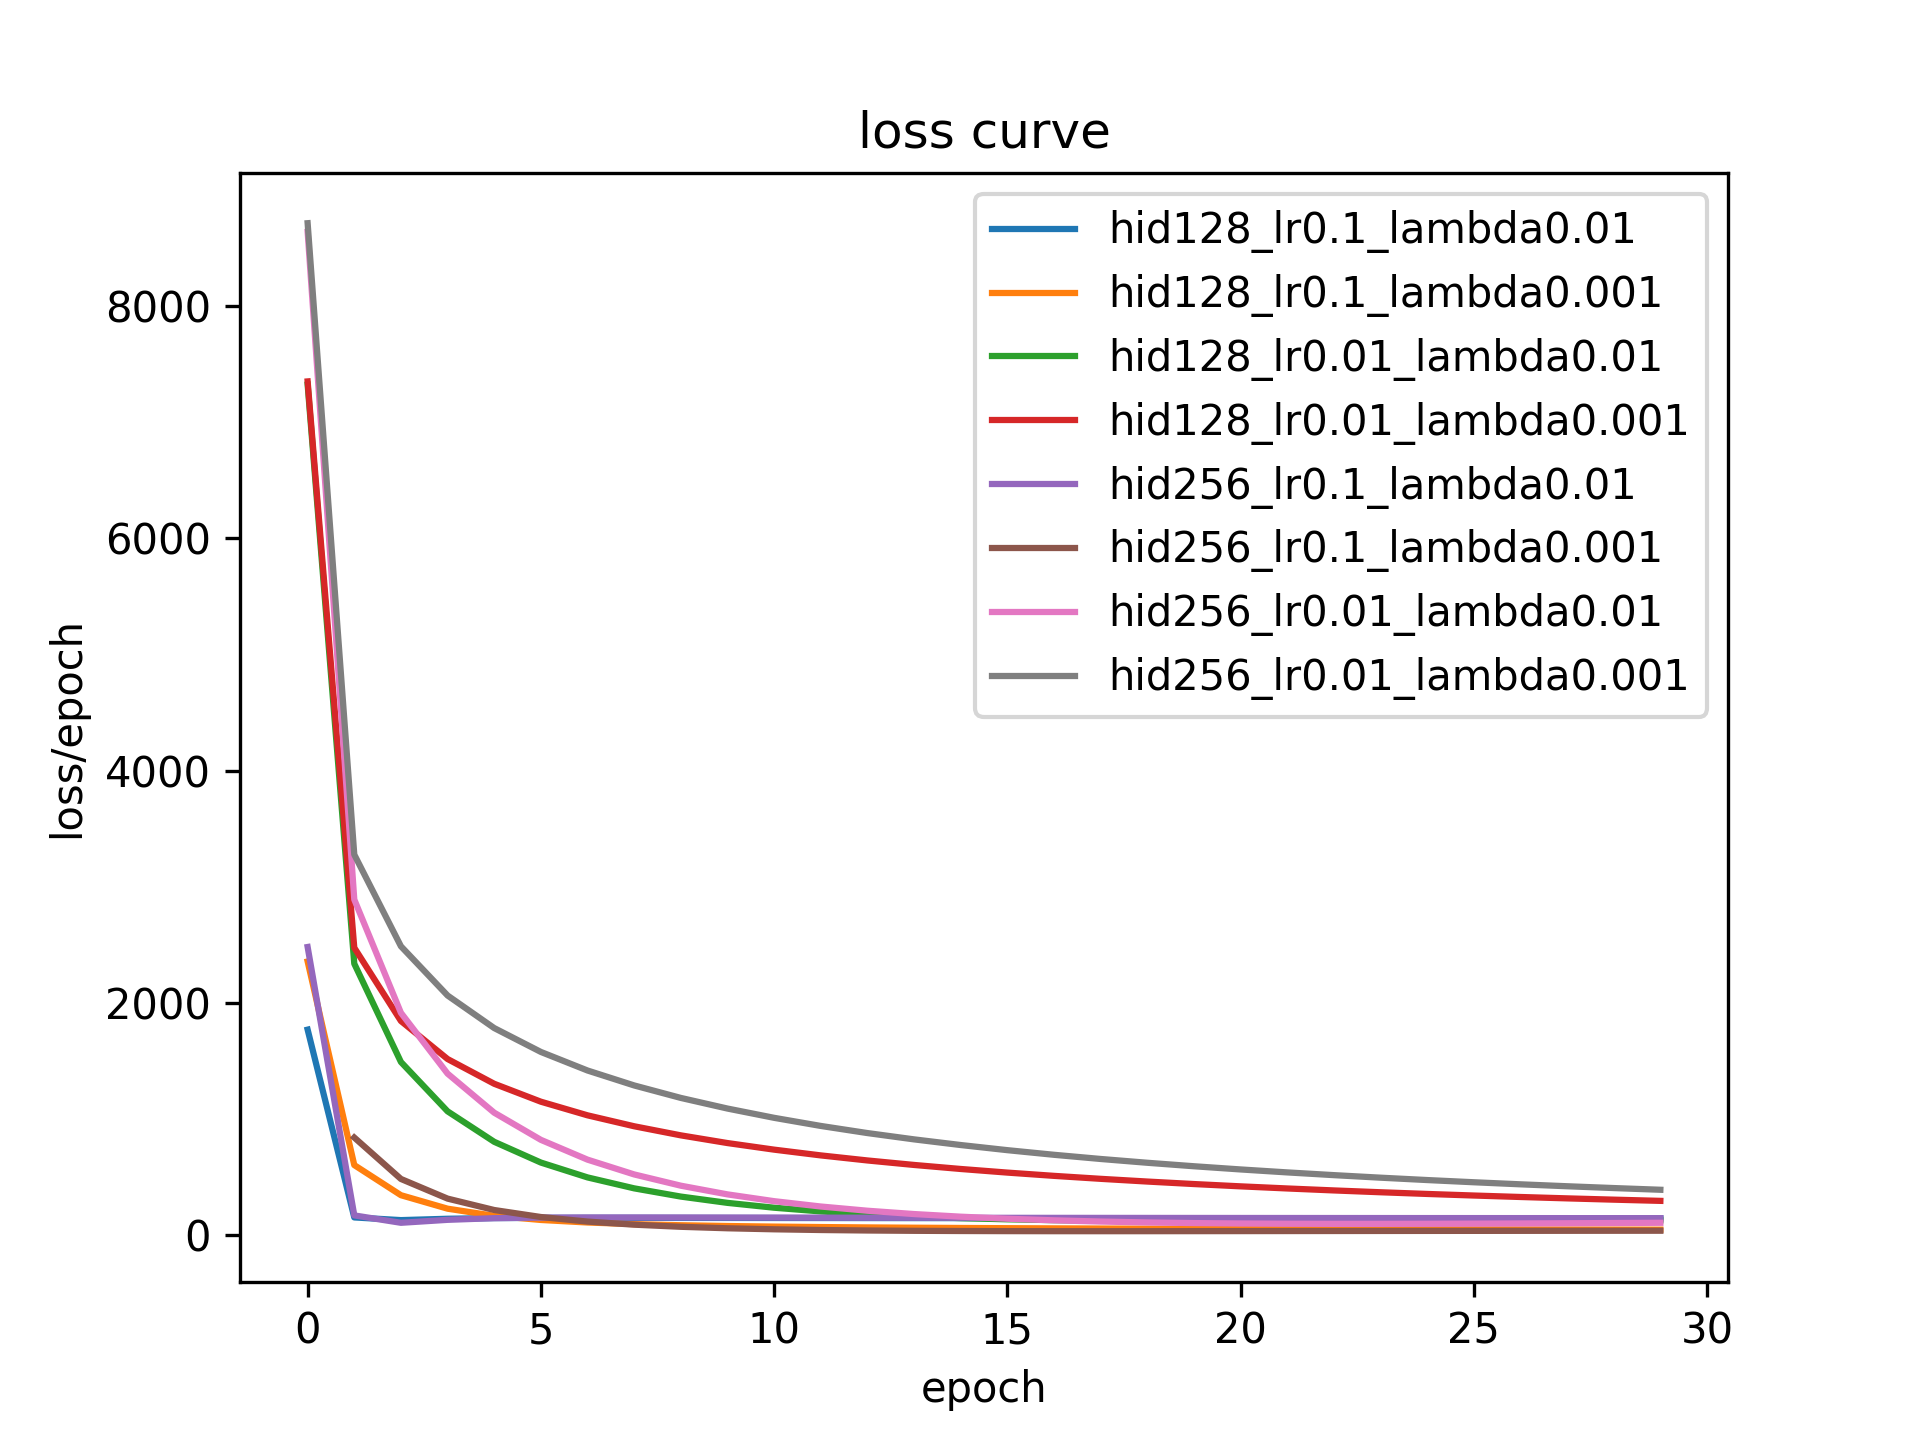 loss curve
hid128_lr0.1_lambda0.01
hid128_lr0.1_lambda0.001
hid128_lr0.01_lambda0.01
hid128_lr0.01_lambda0.001
hid256_lr0.1_lambda0.01
hid256_lr0.1_lambda0.001
hid256_lr0.01_lambda0.01
hid256_lr0.01_lambda0.001
loss/epoch
8000
6000
4000
2000
0
0 5 10 15 20 25 30
epoch